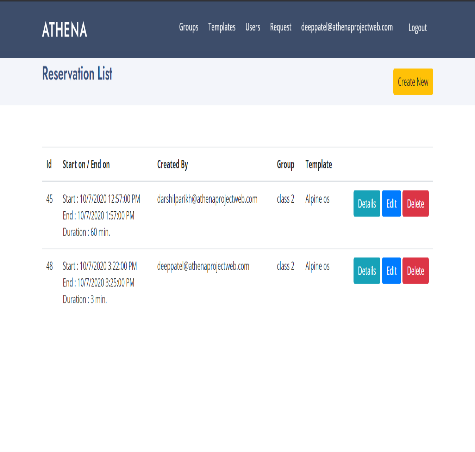 ATHENA Groups Templates Users Request deeppatel@athenaprojectweb.com Logout
Reservation List
Create New
Id Start on / End on Created By Group Template
45 Start : 10/7/2020 12:57:00 PM darshilparikh@athenaprojectweb.com class 2 Alpine os Details Edit Delete
End : 10/7/2020 1:57:00 PM
Duration : 60 min.
48 Start : 10/7/2020 3:22:00 PM deeppatel@athenaprojectweb.com class 2 Alpine os Details Edit Delete
End : 10/7/2020 3:25:00 PM
Duration : 3 min.